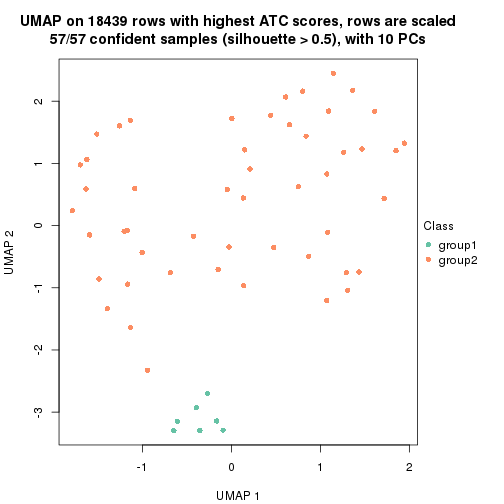 UMAP on 18439 rows with highest ATC scores, rows are scaled
57/57 confident samples (silhouette > 0.5), with 10 PCs
2
1
0
-1
-2
-3
UMAP 2
Class
group1
group2
-1
0
1
2
UMAP 1